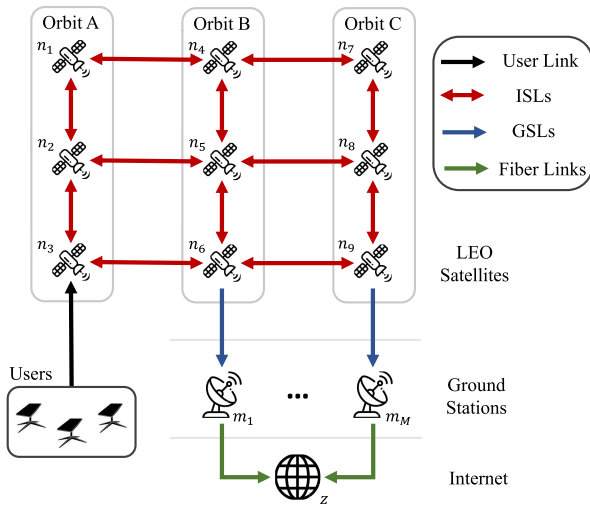 Orbit A Orbit B Orbit C
n1 n4 n7
User Link
ISLs
n2 n5 n8
GSLs
Fiber Links
n3 n6 n9
LEO
Satellites
Users
Ground
Stations
...
m1 mM
Internet
z